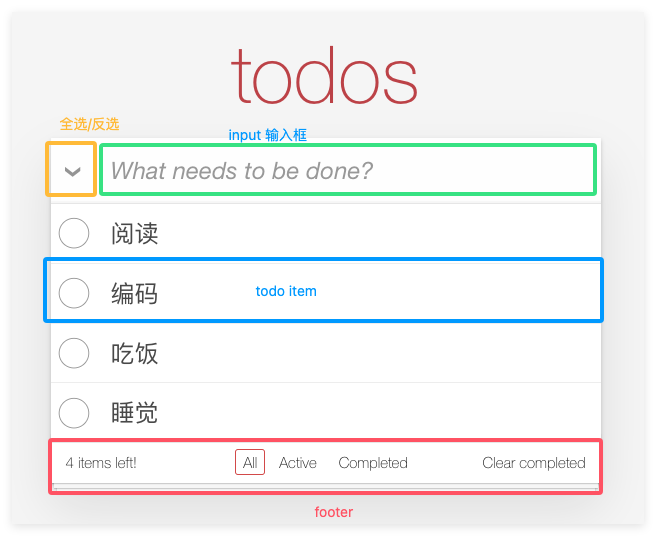 todos
全选/反选
input 输入框
What needs to be done?
阅读
编码
todo item
吃饭
睡觉
4 items left!
All
Active
Completed
Clear completed
footer